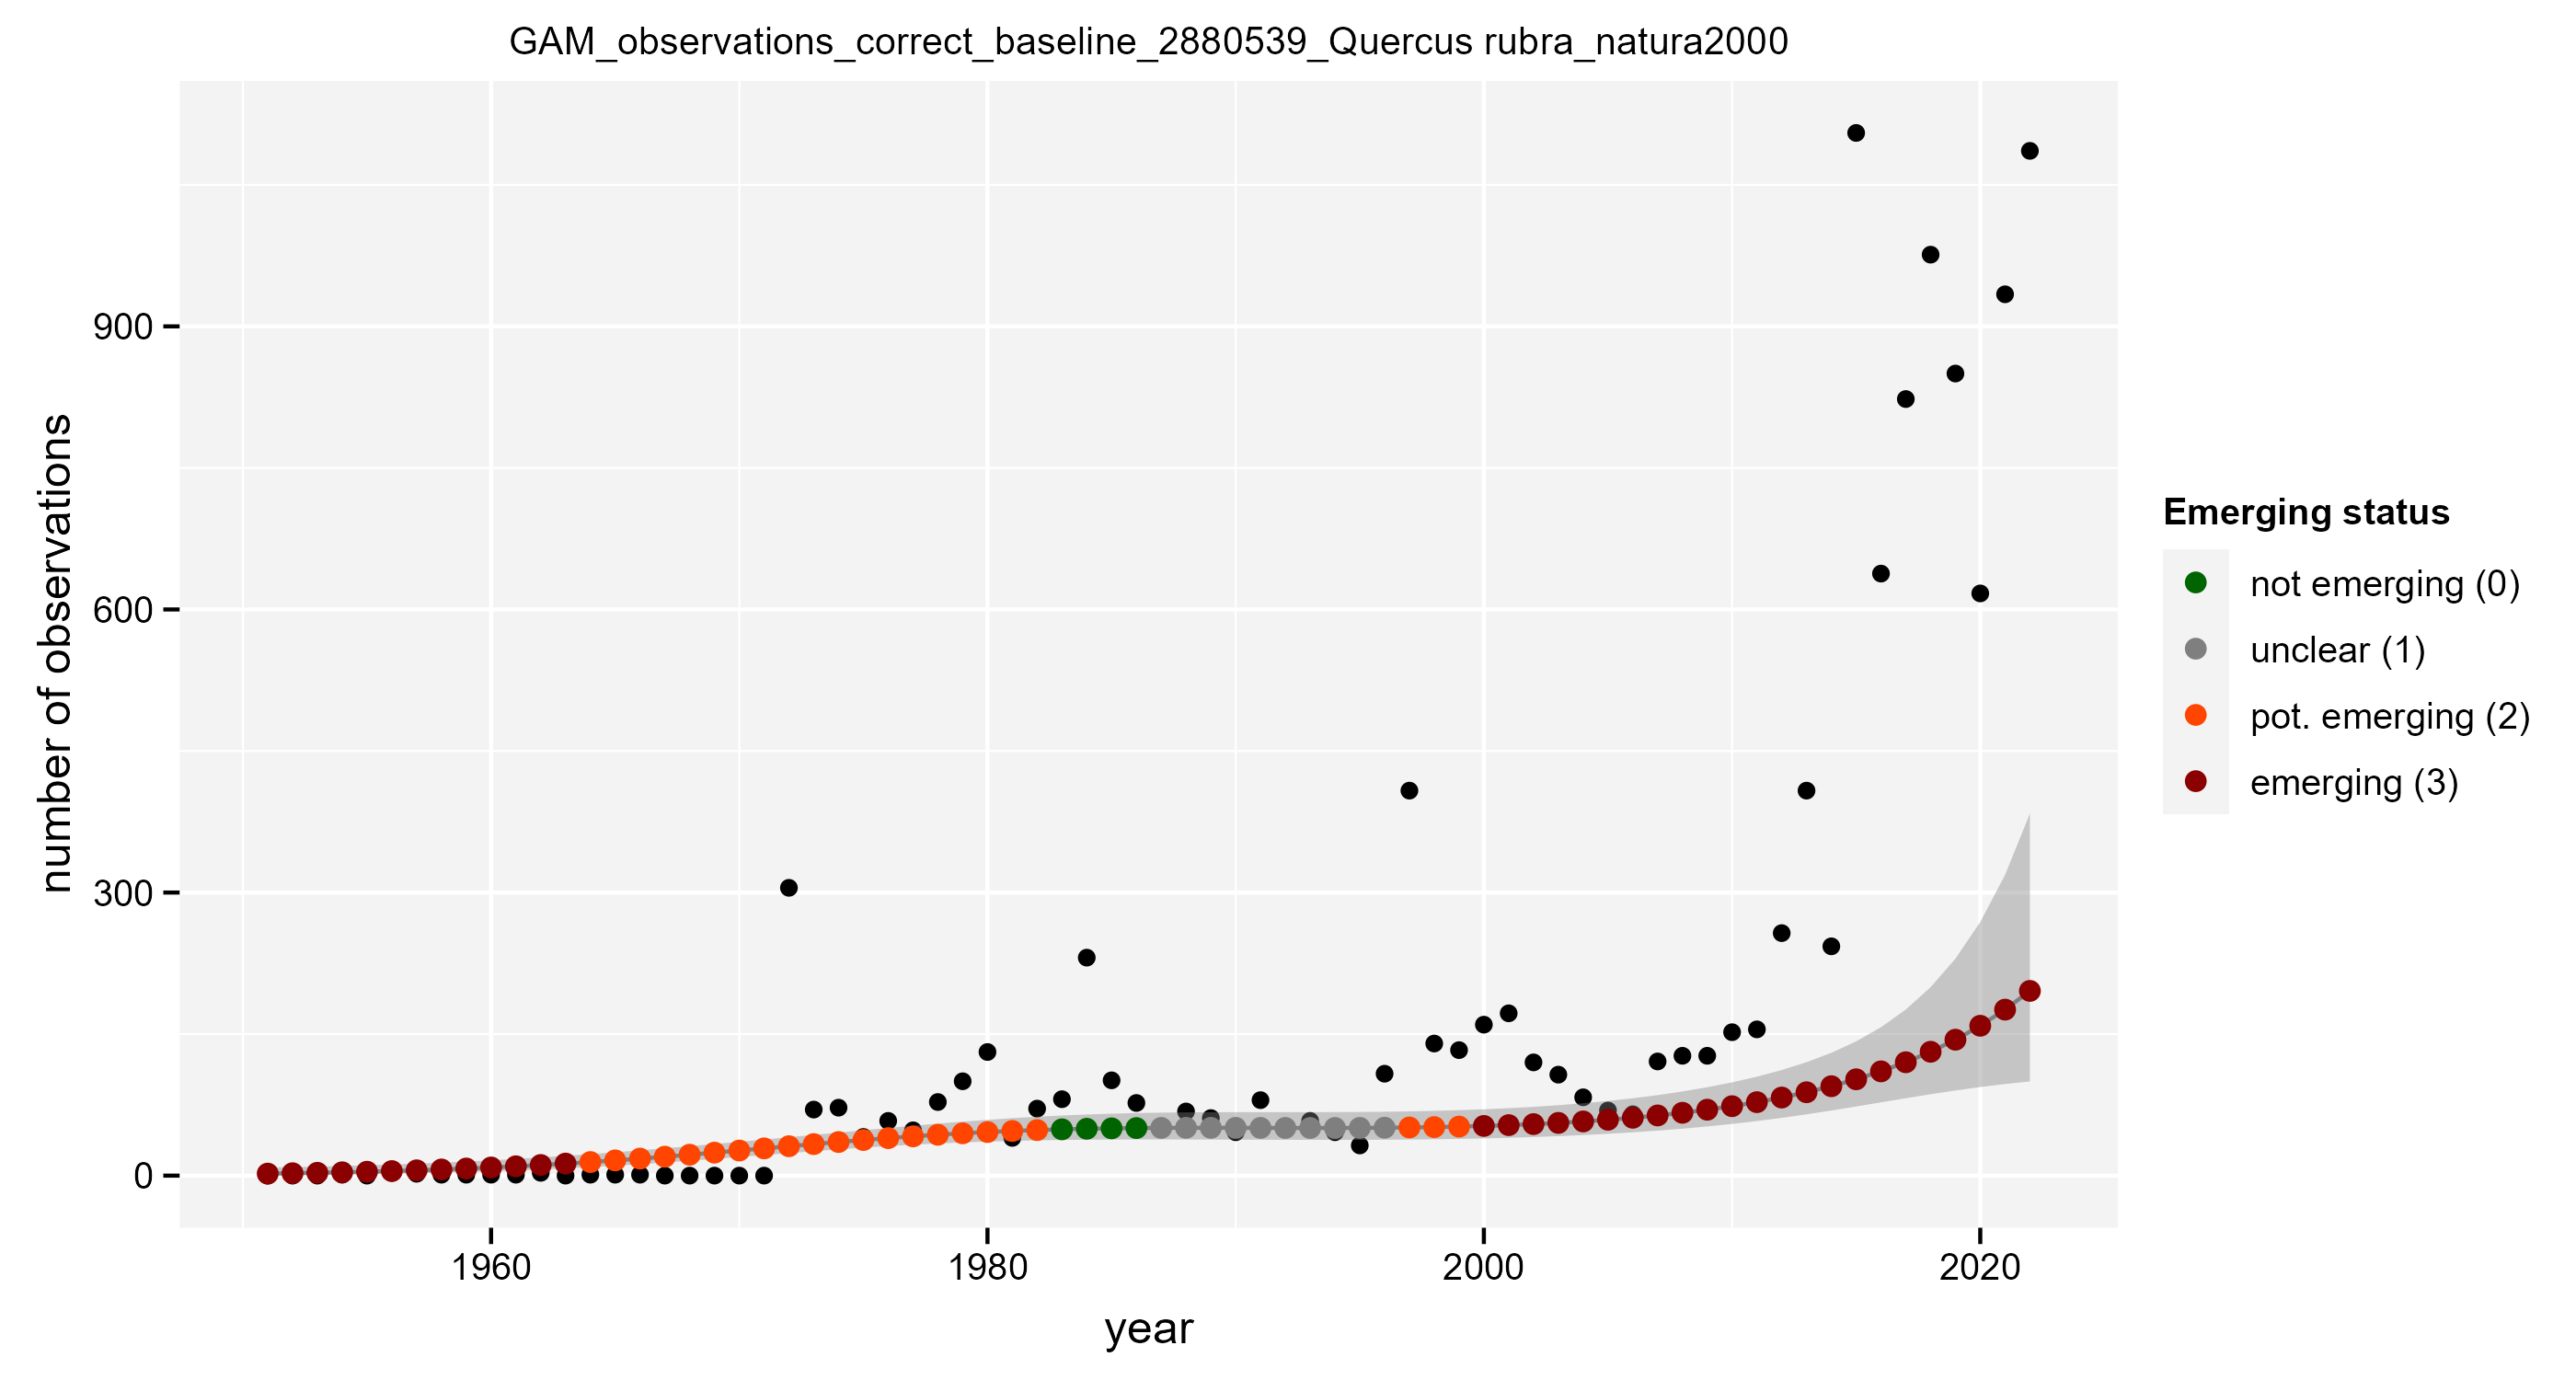 GAM_observations_correct_baseline_2880539_Quercus rubra_natura2000
number of observations
900
600
300
0
1960
1980
2000
2020
year
Emerging status
not emerging (0)
unclear (1)
pot. emerging (2)
emerging (3)